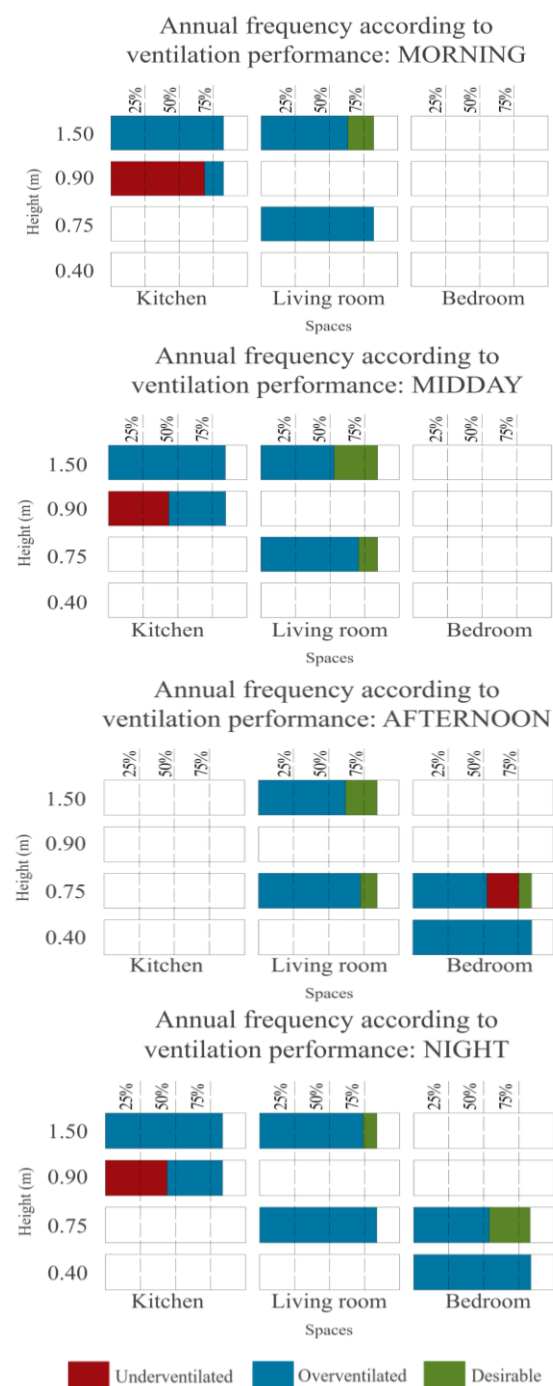 Annual frequency according to
ventilation performance: MORNING
25% 50% 75% 25% 50% 75% 25% 50% 75%
Height (m)
1.50
0.90
0.75
0.40
Kitchen Living room Bedroom
Spaces
Annual frequency according to
ventilation performance: MIDDAY
25% 50% 75% 25% 50% 75% 25% 50% 75%
Height (m)
1.50
0.90
0.75
0.40
Kitchen Living room Bedroom
Spaces
Annual frequency according to
ventilation performance: AFTERNOON
25% 50% 75% 25% 50% 75% 25% 50% 75%
Height (m)
1.50
0.90
0.75
0.40
Kitchen Living room Bedroom
Spaces
Annual frequency according to
ventilation performance: NIGHT
25% 50% 75% 25% 50% 75% 25% 50% 75%
Height (m)
1.50
0.90
0.75
0.40
Kitchen Living room Bedroom
Spaces
Underventilated Overventilated Desirable